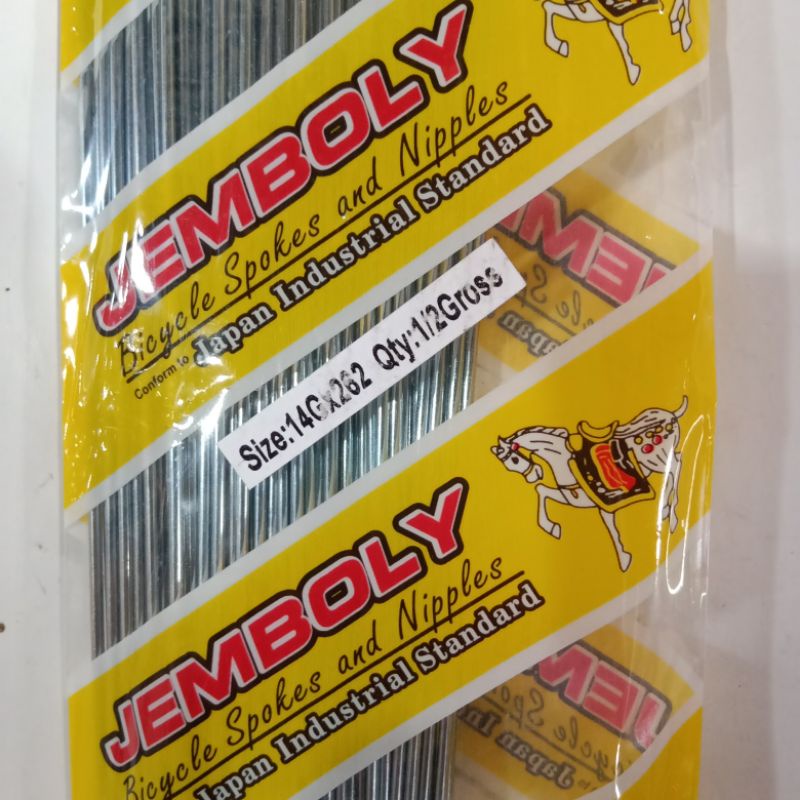 JEMBOLY
Bicycle Spokes and Nipples
Conform to Japan Industrial Standard
Size:14Gx262 Qty:1/2Gross
JEMBOLY
Bicycle Spokes and Nipples
Japan Industrial Standard